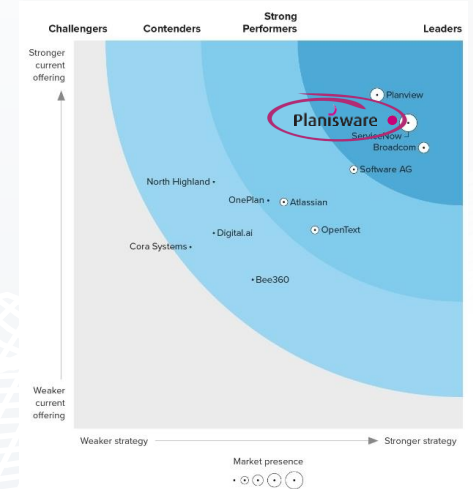 Challengers
Contenders
Strong
Performers
Leaders
Stronger
current
offering
Planview
Planisware
ServiceNow
Broadcom
Software AG
North Highland
OnePlan
Atlassian
Digital.ai
OpenText
Cora Systems
Bee360
Weaker
current
offering
Weaker strategy
Stronger strategy
Market presence